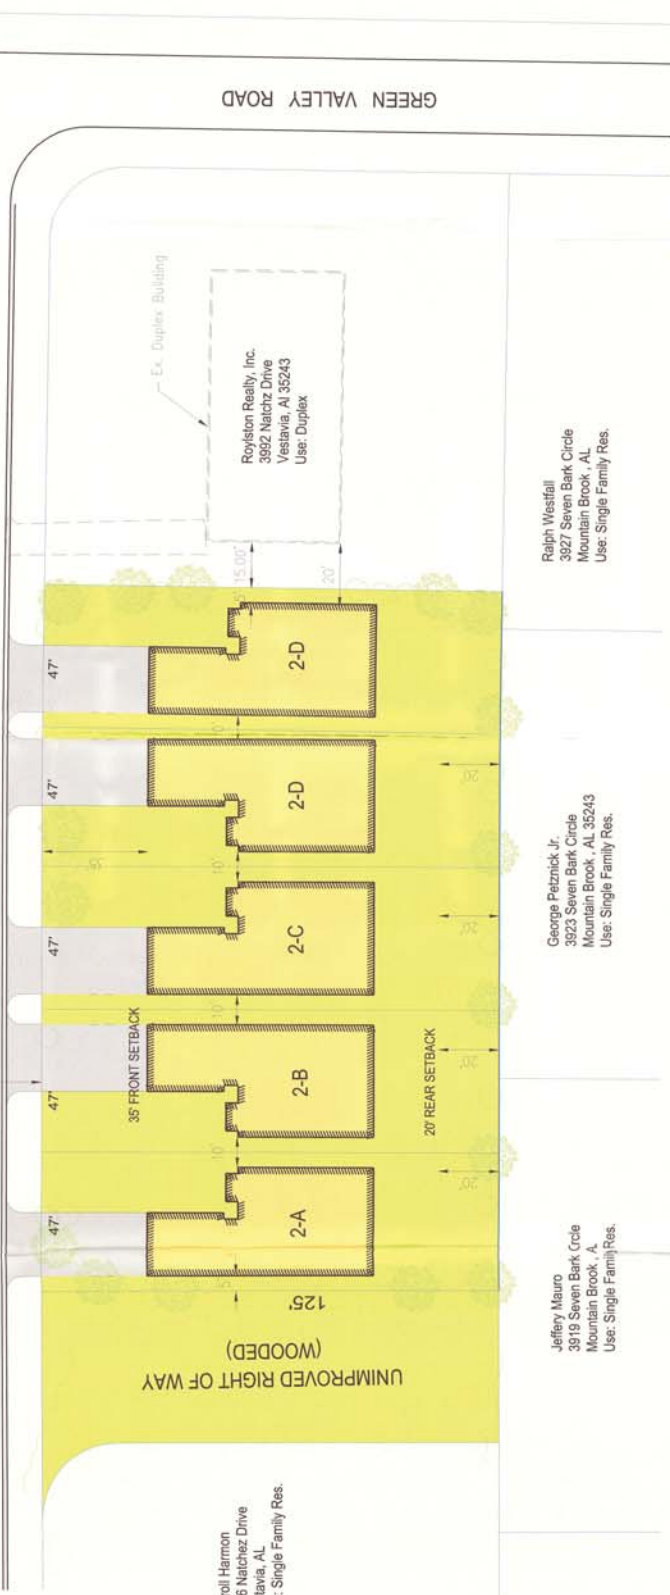 GREEN VALLEY ROAD
Ex. Duplex Building
Roylston Realty, Inc.
3992 Natchz Drive
Vestavia, Al 35243
Use: Duplex
Ralph Westfall
3927 Seven Bark Circle
Mountain Brook , AL
Use: Single Family Res.
5'
15.00'
20'
47'
2-D
10'
47'
2-D
20'
35'
10'
George Petznick Jr.
3923 Seven Bark Circle
Mountain Brook , AL 35243
Use: Single Family Res.
47'
2-C
20'
10'
35' FRONT SETBACK
47'
2-B
20' REAR SETBACK
20'
10'
47'
2-A
20'
5'
125'
UNIMPROVED RIGHT OF WAY
(WOODED)
Jeffery Mauro
3919 Seven Bark Crcle
Mountain Brook , A
Use: Single Family Res.
oll Harmon
6 Natchez Drive
tavia, AL
: Single Family Res.